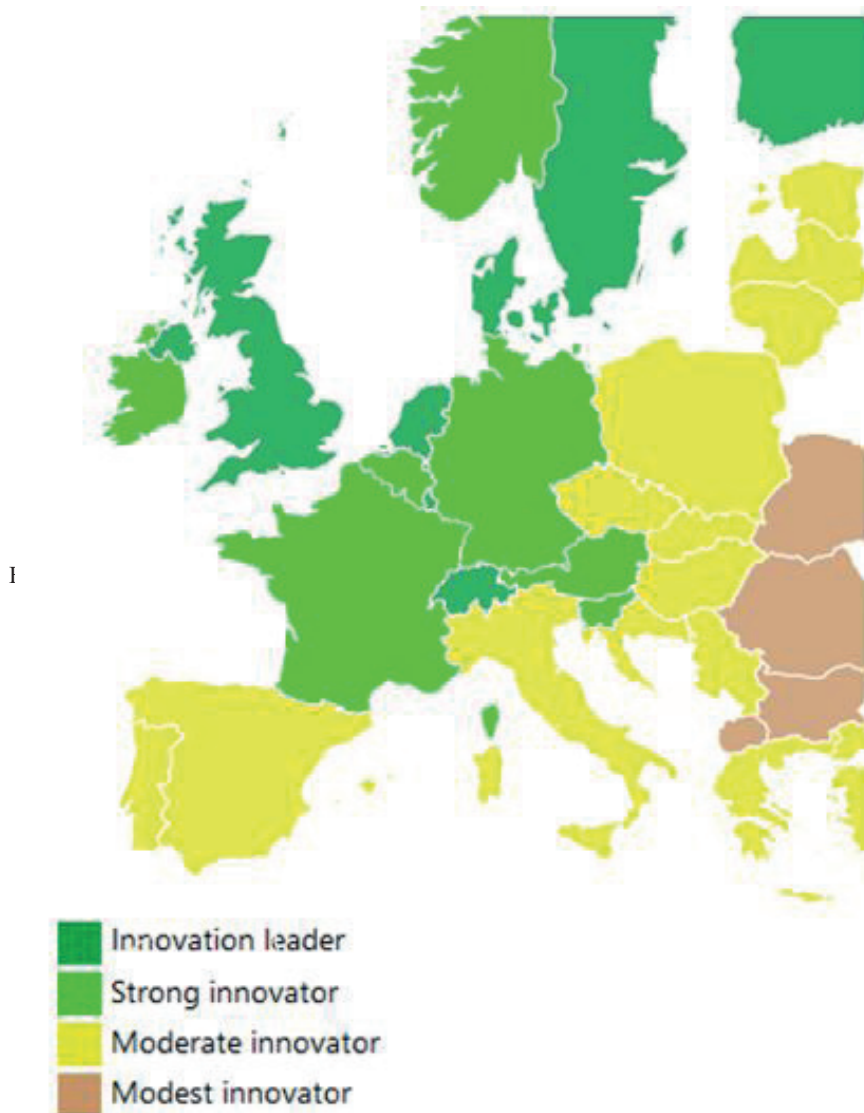 Innovation leader
Strong innovator
Moderate innovator
Modest innovator